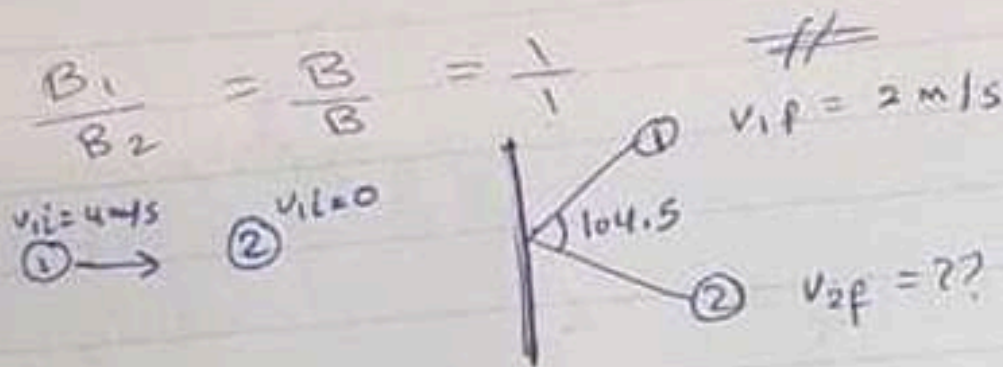 B₁/B₂ = B/B = 1/1
v₁f = 2 m/s
v₁i=4m/s v₁i=0
① → ② ① 104.5
② v₂f = ??